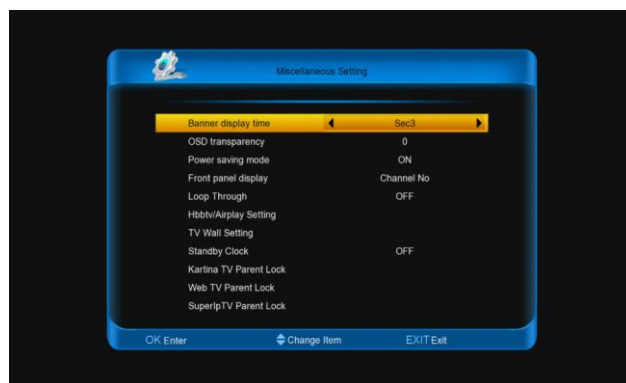 Miscellaneous Setting
Banner display time Sec3
OSD transparency 0
Power saving mode ON
Front panel display Channel No
Loop Through OFF
Hbbtv/Airplay Setting
TV Wall Setting
Standby Clock OFF
Kartina TV Parent Lock
Web TV Parent Lock
SuperIpTV Parent Lock
OK Enter Change Item EXIT Exit